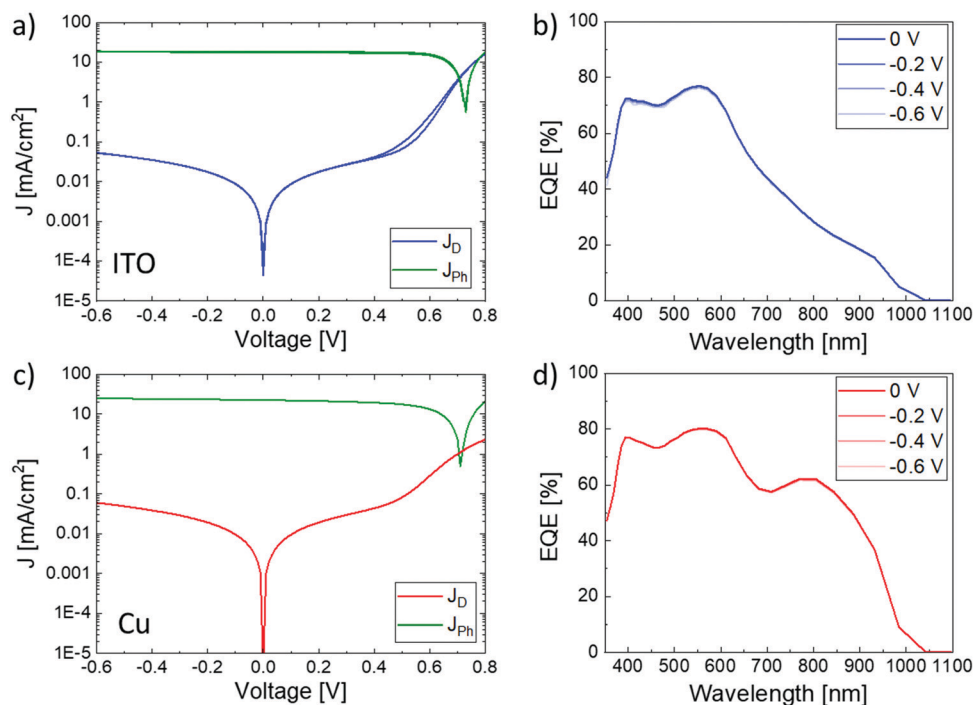 a)
100
10
1
0.1
0.01
0.001
1E-4
1E-5
J [mA/cm²]
-0.6 -0.4 -0.2 0.0 0.2 0.4 0.6 0.8
Voltage [V]
ITO
J_D
J_Ph
b)
100
80
60
40
20
0
EQE [%]
400 500 600 700 800 900 1000 1100
Wavelength [nm]
0 V
-0.2 V
-0.4 V
-0.6 V
c)
100
10
1
0.1
0.01
0.001
1E-4
1E-5
J [mA/cm²]
-0.6 -0.4 -0.2 0.0 0.2 0.4 0.6 0.8
Voltage [V]
Cu
J_D
J_Ph
d)
100
80
60
40
20
0
EQE [%]
400 500 600 700 800 900 1000 1100
Wavelength [nm]
0 V
-0.2 V
-0.4 V
-0.6 V